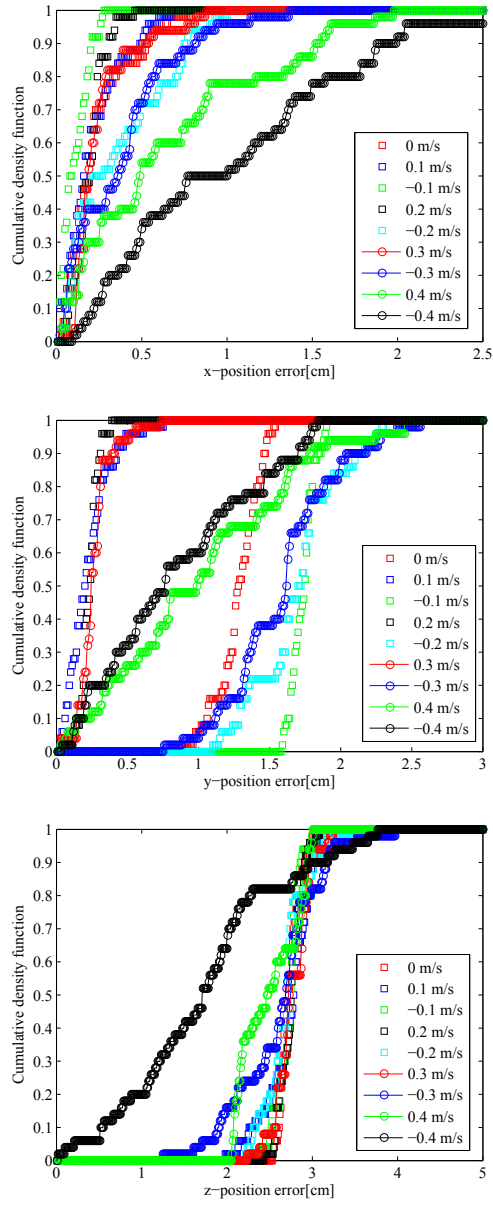 1
0.9
0.8
0.7
0.6
0.5
0.4
0.3
0.2
0.1
0
Cumulative density function
0 m/s
0.1 m/s
−0.1 m/s
0.2 m/s
−0.2 m/s
0.3 m/s
−0.3 m/s
0.4 m/s
−0.4 m/s
0 0.5 1 1.5 2 2.5
x−position error[cm]
1
0.9
0.8
0.7
0.6
0.5
0.4
0.3
0.2
0.1
0
Cumulative density function
0 m/s
0.1 m/s
−0.1 m/s
0.2 m/s
−0.2 m/s
0.3 m/s
−0.3 m/s
0.4 m/s
−0.4 m/s
0 0.5 1 1.5 2 2.5 3
y−position error[cm]
1
0.9
0.8
0.7
0.6
0.5
0.4
0.3
0.2
0.1
0
Cumulative density function
0 m/s
0.1 m/s
−0.1 m/s
0.2 m/s
−0.2 m/s
0.3 m/s
−0.3 m/s
0.4 m/s
−0.4 m/s
0 1 2 3 4 5
z−position error[cm]